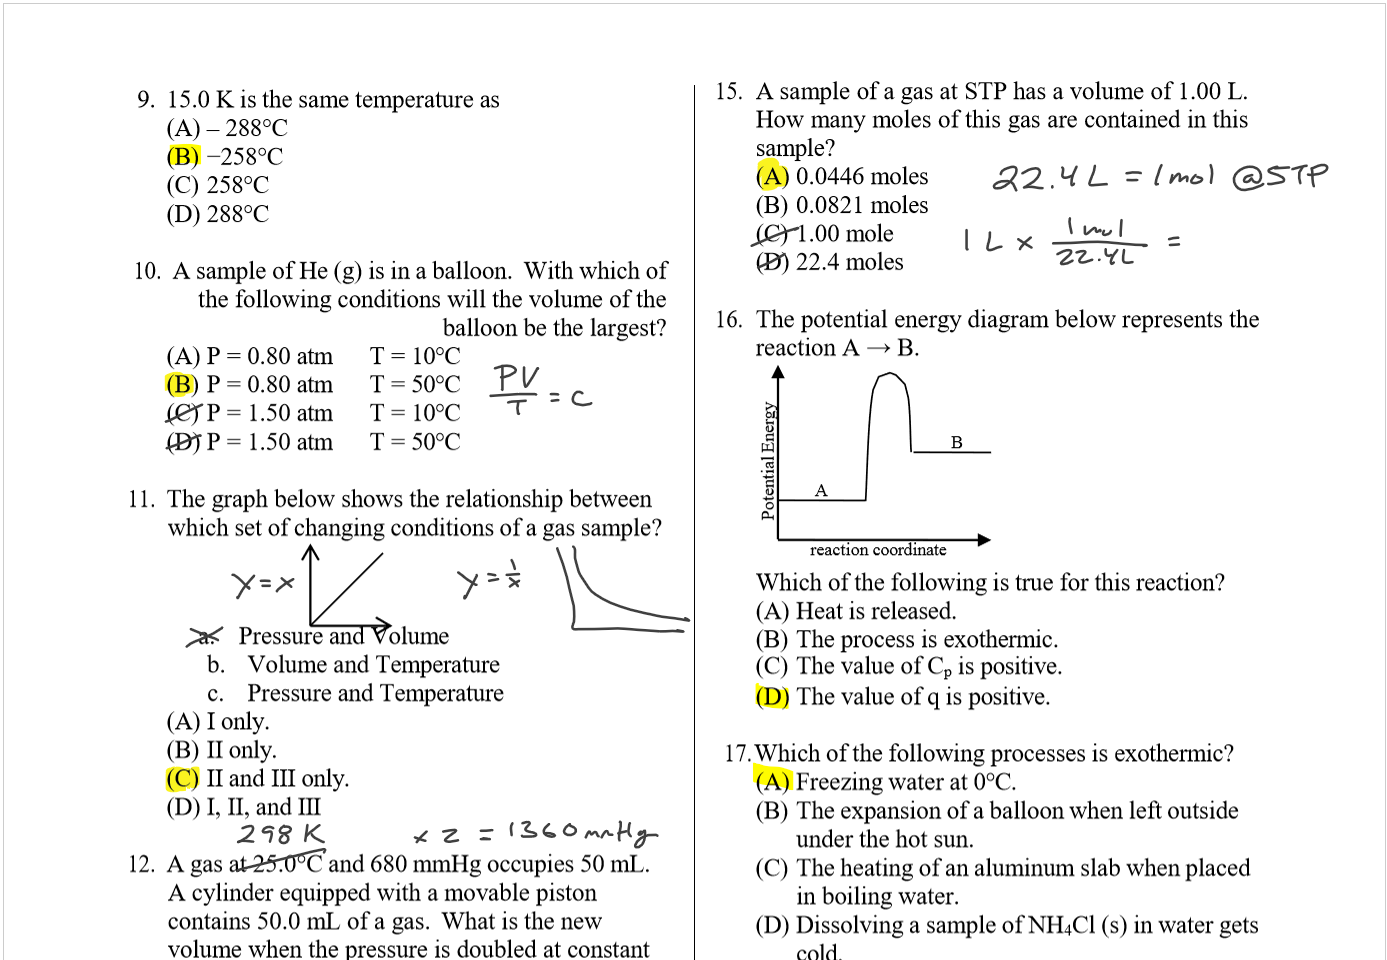 9. 15.0 K is the same temperature as
(A) – 288°C
(B) −258°C
(C) 258°C
(D) 288°C
10. A sample of He (g) is in a balloon. With which of
the following conditions will the volume of the
balloon be the largest?
(A) P = 0.80 atm T = 10°C
(B) P = 0.80 atm T = 50°C
(C) P = 1.50 atm T = 10°C
(D) P = 1.50 atm T = 50°C
PV
T
= C
11. The graph below shows the relationship between
which set of changing conditions of a gas sample?
y = x
y = 1/x
a. Pressure and Volume
b. Volume and Temperature
c. Pressure and Temperature
(A) I only.
(B) II only.
(C) II and III only.
(D) I, II, and III
298 K x 2 = 1360 mmHg
12. A gas at 25.0°C and 680 mmHg occupies 50 mL.
A cylinder equipped with a movable piston
contains 50.0 mL of a gas. What is the new
volume when the pressure is doubled at constant
15. A sample of a gas at STP has a volume of 1.00 L.
How many moles of this gas are contained in this
sample?
(A) 0.0446 moles
(B) 0.0821 moles
(C) 1.00 mole
(D) 22.4 moles
22.4 L = 1 mol @STP
1 L x 1 mol
22.4L
=
16. The potential energy diagram below represents the
reaction A → B.
Potential Energy
A
B
reaction coordinate
Which of the following is true for this reaction?
(A) Heat is released.
(B) The process is exothermic.
(C) The value of Cp is positive.
(D) The value of q is positive.
17. Which of the following processes is exothermic?
(A) Freezing water at 0°C.
(B) The expansion of a balloon when left outside
under the hot sun.
(C) The heating of an aluminum slab when placed
in boiling water.
(D) Dissolving a sample of NH4Cl (s) in water gets
cold.